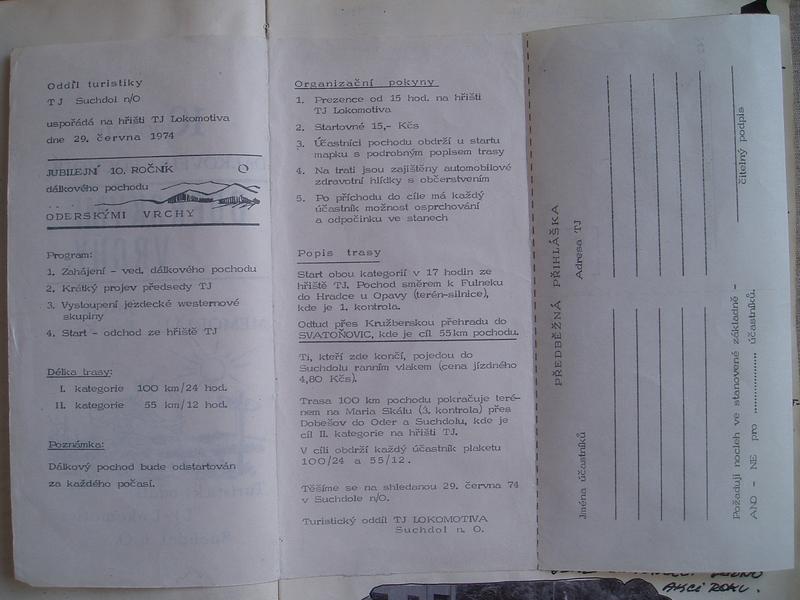 Oddíl turistiky
TJ Suchdol n/O
uspořádá na hřišti TJ Lokomotiva
dne 29. června 1974
JUBILEJNÍ 10. ROČNÍK
dálkového pochodu
ODERSKÝMI VRCHY
Program:
1. Zahájení - ved. dálkového pochodu
2. Krátký projev předsedy TJ
3. Vystoupení jezdecké westernové
skupiny
4. Start - odchod ze hřiště TJ
Délka trasy:
I. kategorie 100 km/24 hod.
II. kategorie 55 km/12 hod.
Poznámka:
Dálkový pochod bude odstartován
za každého počasí.
Organizační pokyny
1. Prezence od 15 hod. na hřišti
TJ Lokomotiva
2. Startovné 15,- Kčs
3. Účastníci pochodu obdrží u startu
mapku s podrobným popisem trasy
4. Na trati jsou zajištěny automobilové
zdravotní hlídky s občerstvením
5. Po příchodu do cíle má každý
účastník možnost osprchování
a odpočinku ve stanech
Popis trasy
Start obou kategorií v 17 hodin ze
hřiště TJ. Pochod směrem k Fulneku
do Hradce u Opavy (terén-silnice),
kde je 1. kontrola.
Odtud přes Kružberskou přehradu do
SVATOŇOVIC, kde je cíl 55km pochodu.
Ti, kteří zde končí, pojedou do
Suchdolu ranním vlakem (cena jízdného
4,80 Kčs).
Trasa 100 km pochodu pokračuje teré-
nem na Maria Skálu (3. kontrola) přes
Dobešov do Oder a Suchdolu, kde je
cíl II. kategorie na hřišti TJ.
V cíli obdrží každý účastník plaketu
100/24 a 55/12.
Těšíme se na shledanou 29. června 74
v Suchdole n/O.
Turistický oddíl TJ LOKOMOTIVA
Suchdol n. O.
PŘEDBĚŽNÁ PŘIHLÁŠKA
Jména účastníků
Adresa TJ
Požaduji nocleh ve stanové základně -
ANO - NE pro .................. účastníků.
čitelný podpis
AKCÍ ROKU.